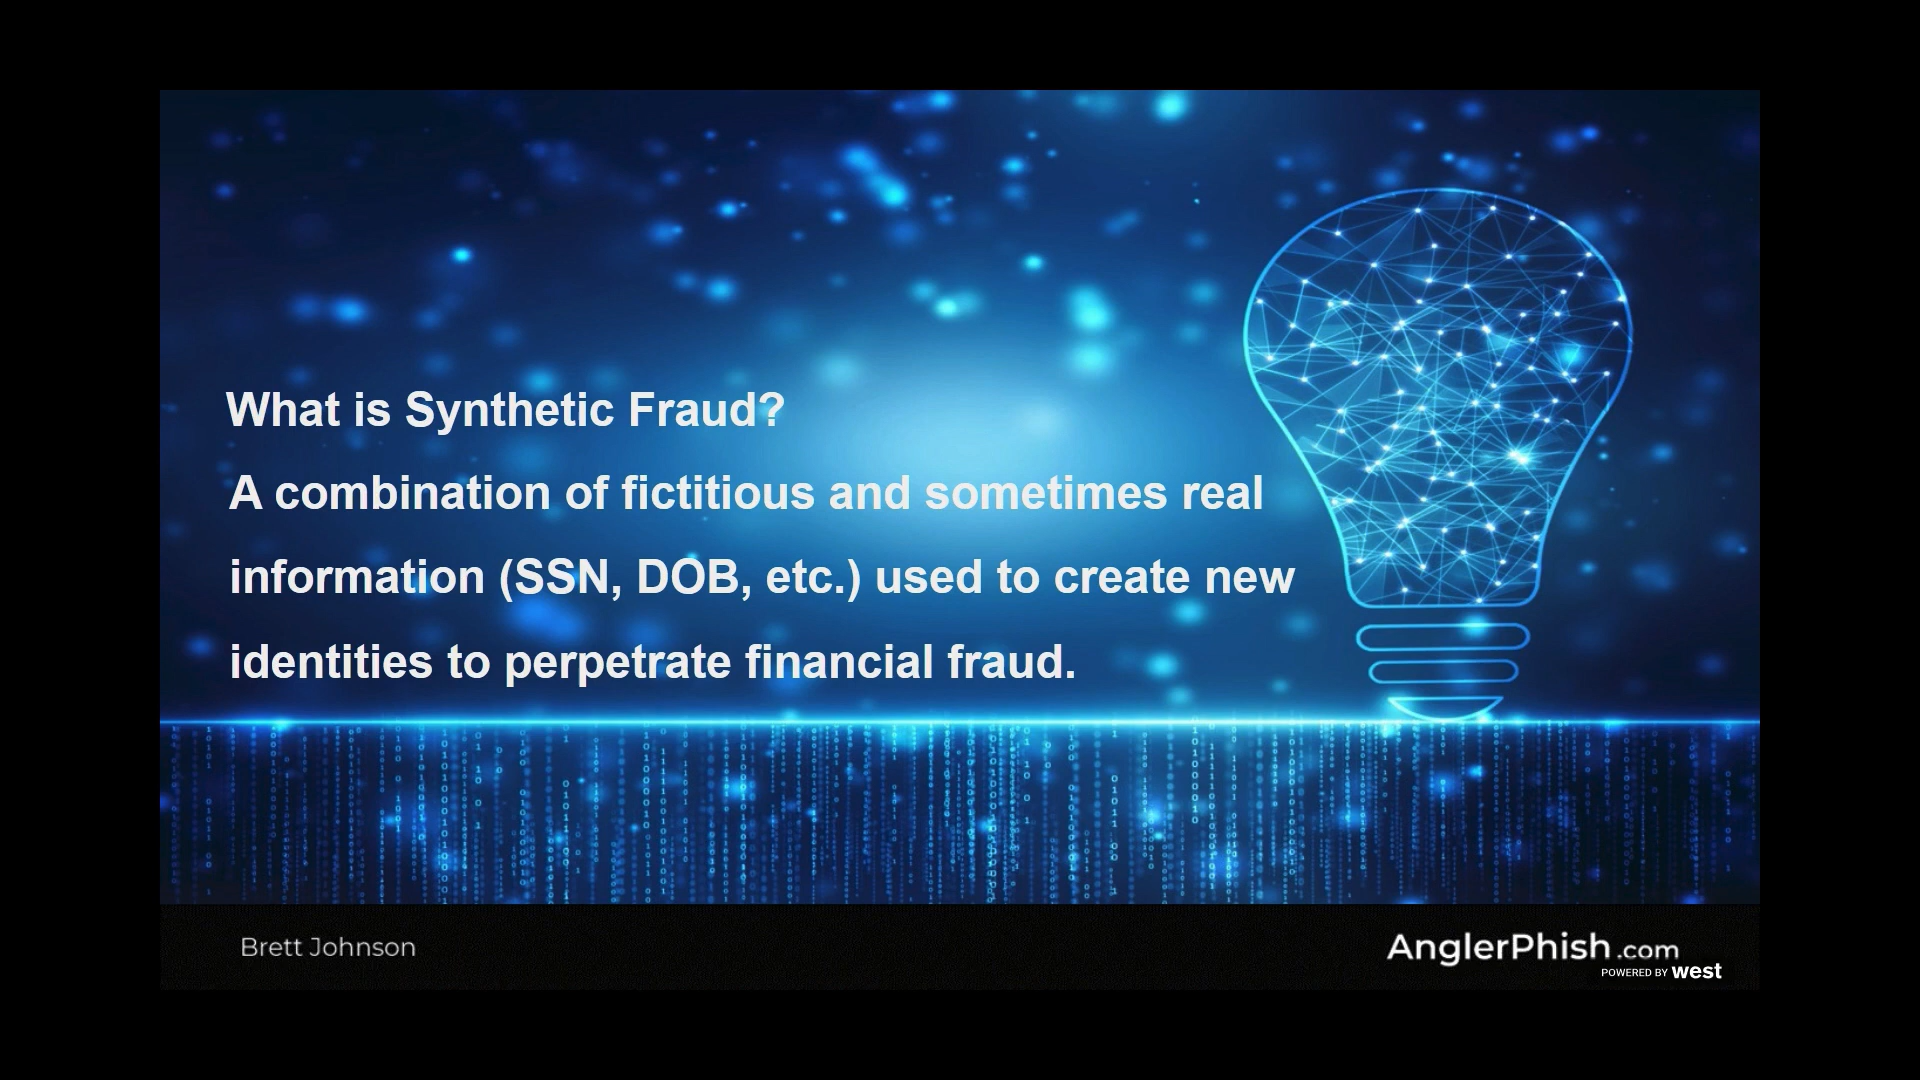 What is Synthetic Fraud?
A combination of fictitious and sometimes real
information (SSN, DOB, etc.) used to create new
identities to perpetrate financial fraud.
Brett Johnson
AnglerPhish.com
POWERED BY west